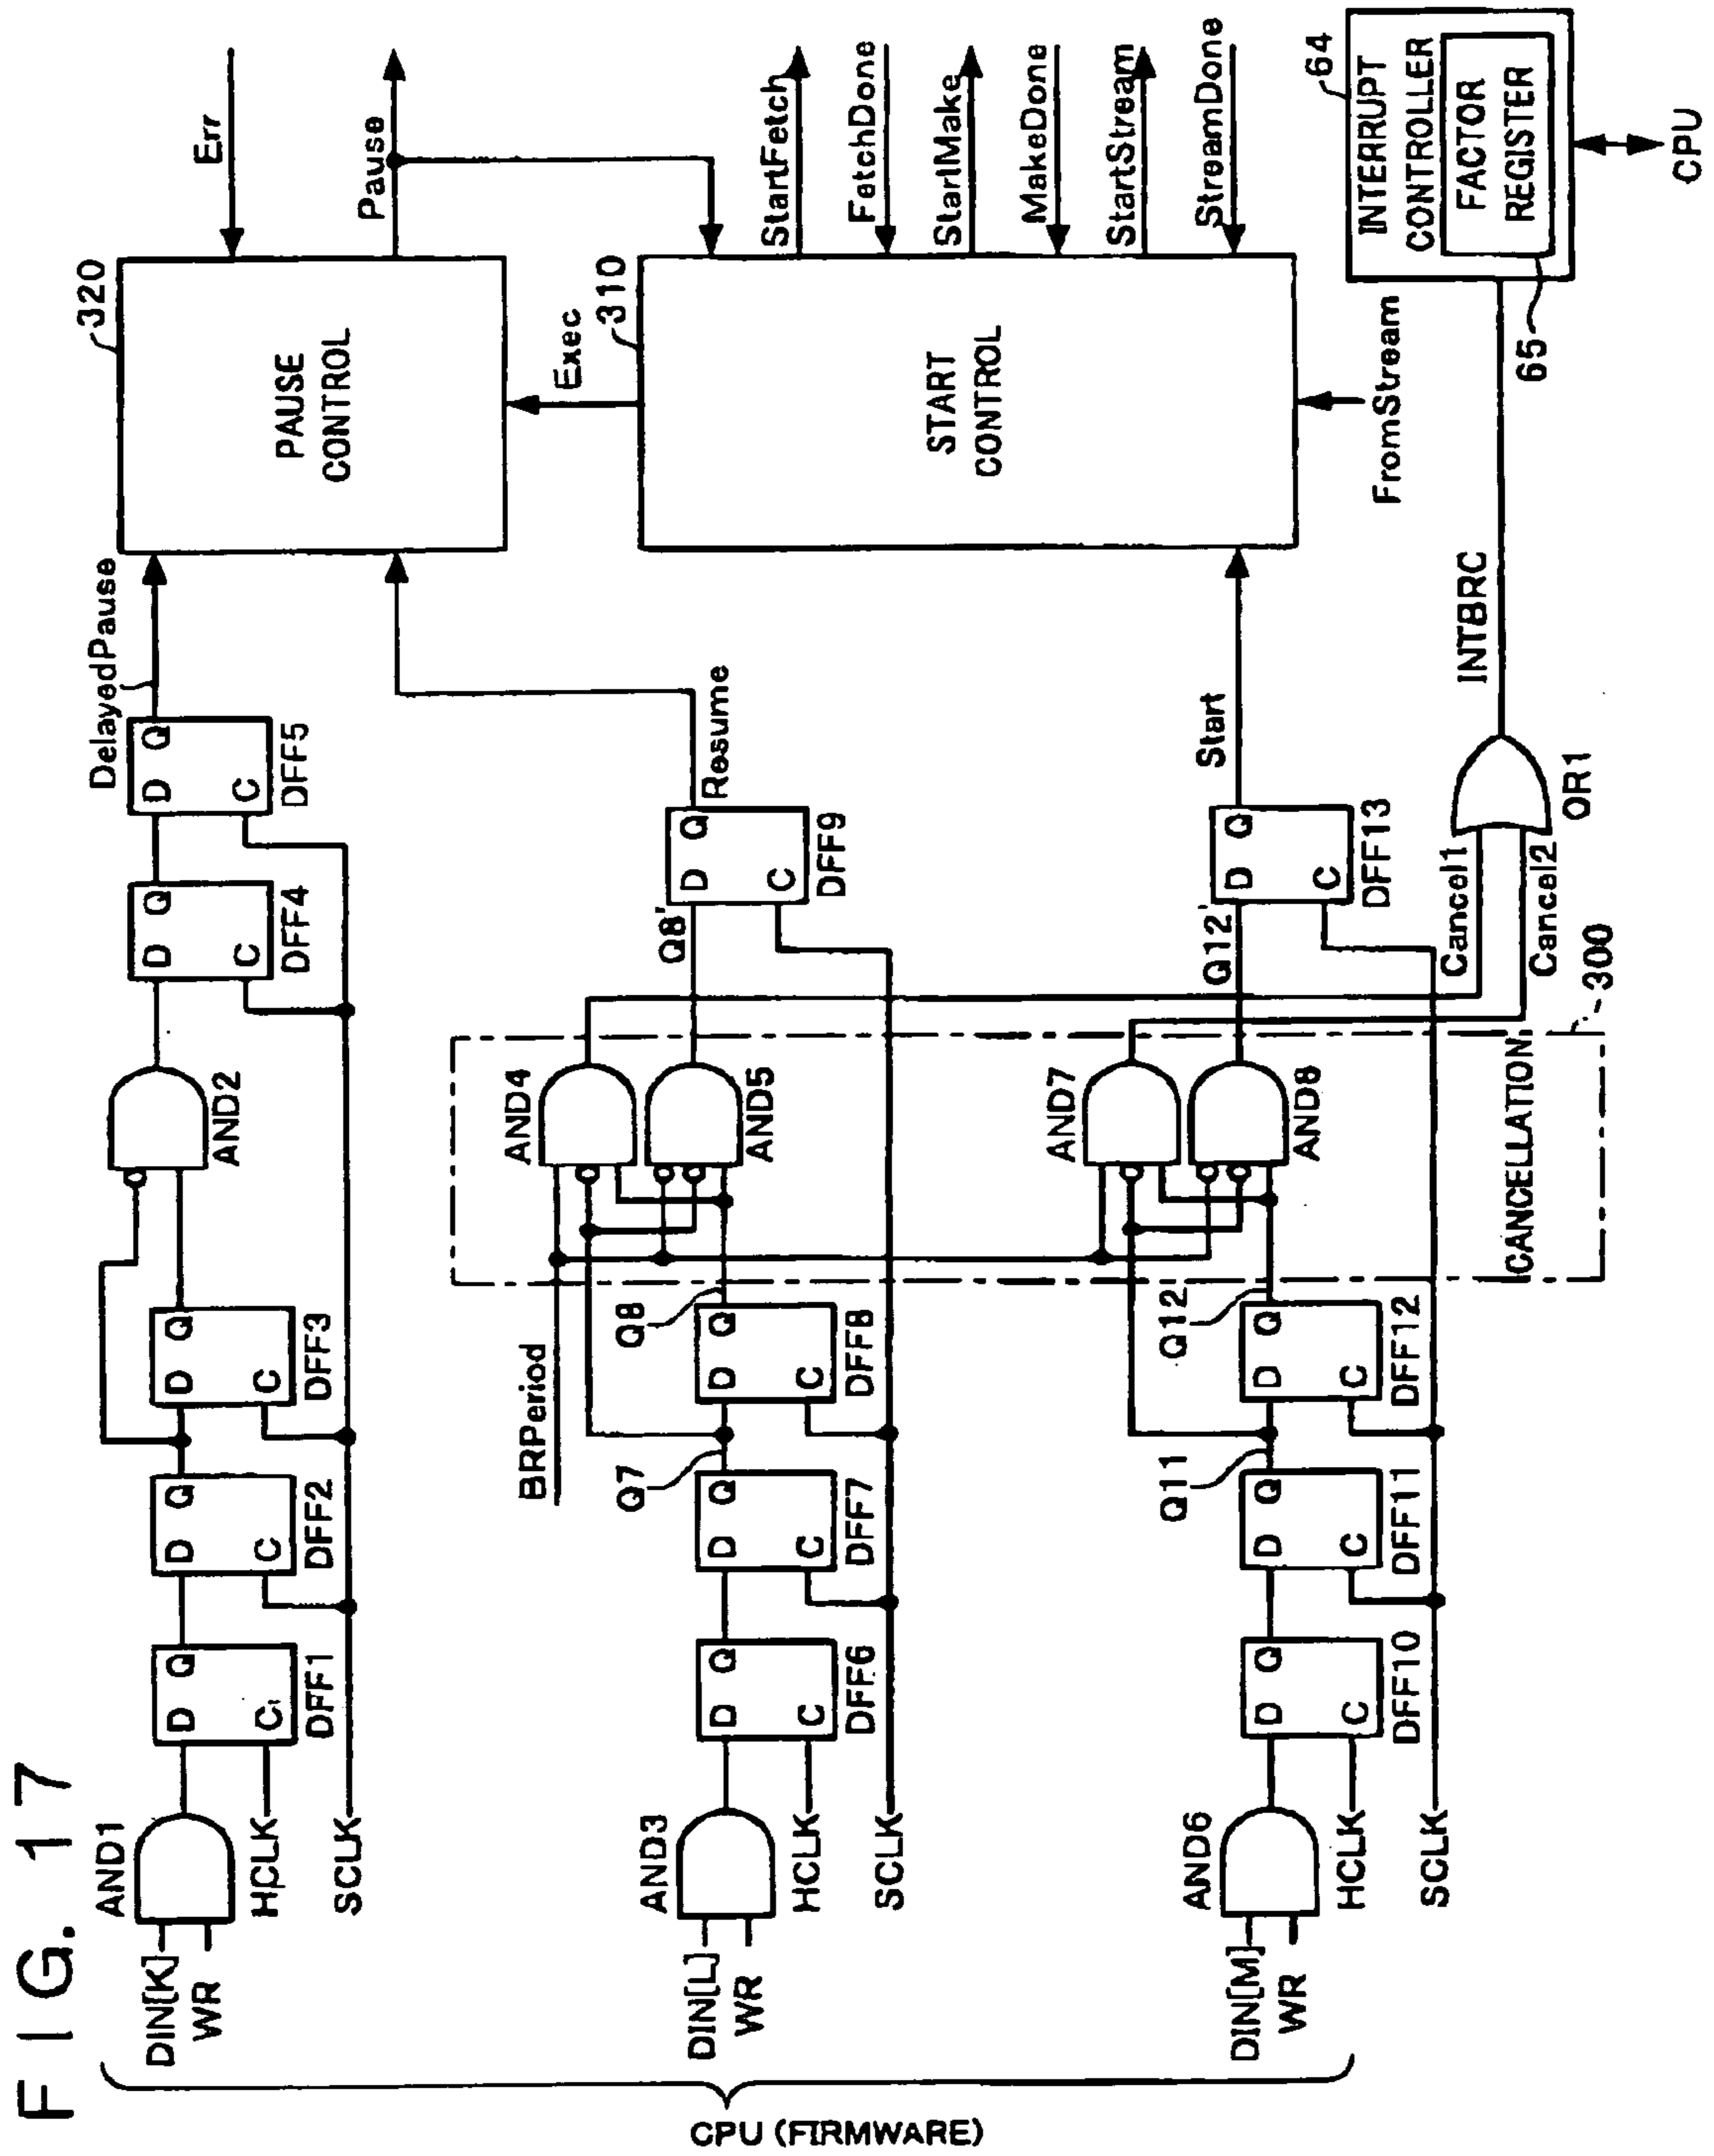 FIG. 17
CPU (FIRMWARE)
DIN[K]
WR
AND1
HCLK
SCLK
D
Q
C
DFF1
D
Q
C
DFF2
D
Q
C
DFF3
AND2
D
Q
C
DFF4
D
Q
C
DFF5
DelayedPause
320
PAUSE
CONTROL
Err
Pause
DIN[L]
WR
AND3
HCLK
SCLK
D
Q
C
DFF6
D
Q
C
DFF7
Q7
D
Q
C
DFF8
Q8
BRPeriod
AND4
AND5
Q8'
D
Q
C
DFF9
Resume
Exec
310
START
CONTROL
StartFetch
FetchDone
StartMake
MakeDone
StartStream
StreamDone
FromStream
DIN[M]
WR
AND6
HCLK
SCLK
D
Q
C
DFF10
D
Q
C
DFF11
Q11
D
Q
C
DFF12
Q12
AND7
AND8
CANCELLATION
300
Q12'
D
Q
C
DFF13
Start
Cancel1
Cancel2
OR1
INTBRC
64
INTERRUPT
CONTROLLER
FACTOR
REGISTER
65
CPU